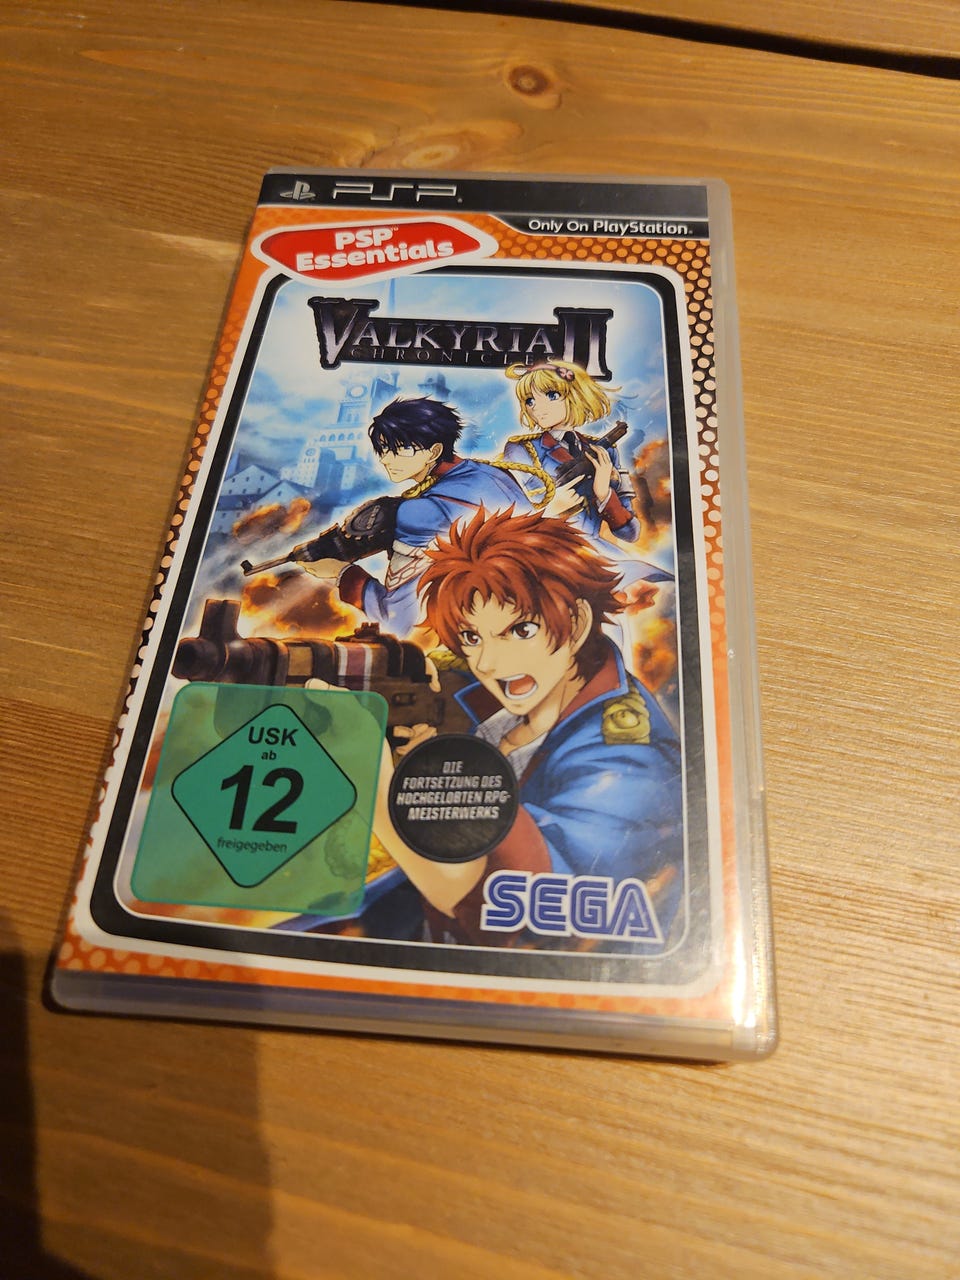 PSP
Only On PlayStation
PSP™
Essentials
VALKYRIA II
CHRONICLES
USK
ab
12
freigegeben
DIE
FORTSETZUNG DES
HOCHGELOBTEN RPG-
MEISTERWERKS
SEGA